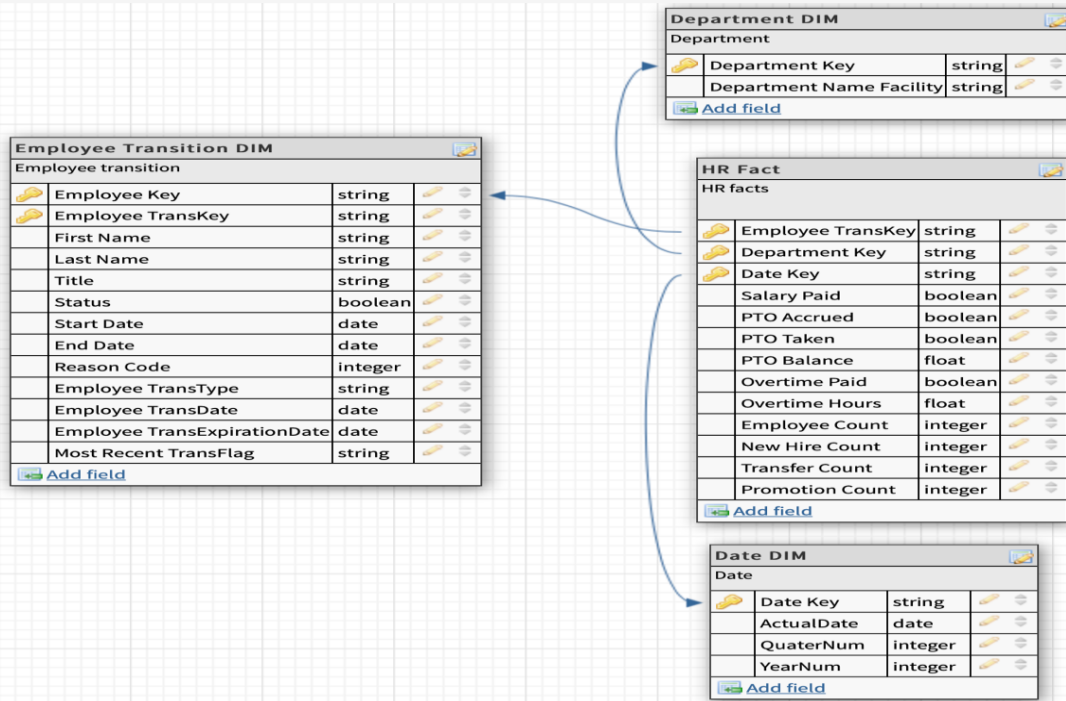 Department DIM
Department
Department Key string
Department Name Facility string
Add field
Employee Transition DIM
Employee transition
Employee Key string
Employee TransKey string
First Name string
Last Name string
Title string
Status boolean
Start Date date
End Date date
Reason Code integer
Employee TransType string
Employee TransDate date
Employee TransExpirationDate date
Most Recent TransFlag string
Add field
HR Fact
HR facts
Employee TransKey string
Department Key string
Date Key string
Salary Paid boolean
PTO Accrued boolean
PTO Taken boolean
PTO Balance float
Overtime Paid boolean
Overtime Hours float
Employee Count integer
New Hire Count integer
Transfer Count integer
Promotion Count integer
Add field
Date DIM
Date
Date Key string
ActualDate date
QuaterNum integer
YearNum integer
Add field